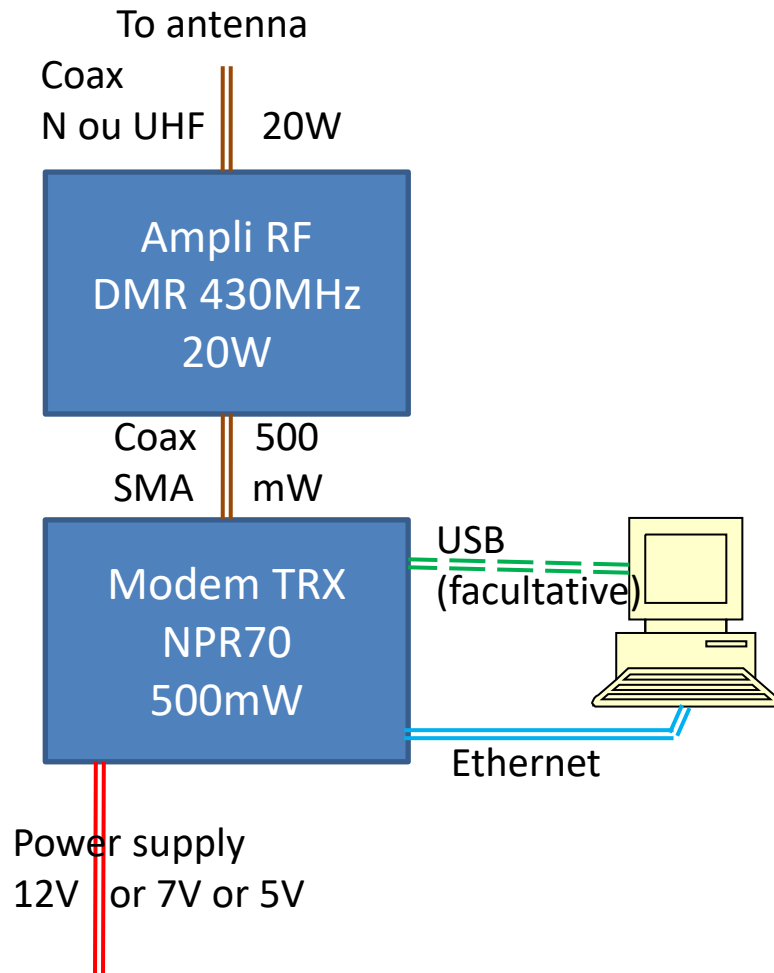 To antenna
Coax
N ou UHF 20W
Ampli RF
DMR 430MHz
20W
Coax 500
SMA mW
Modem TRX
NPR70
500mW
USB
(facultative)
Ethernet
Power supply
12V or 7V or 5V